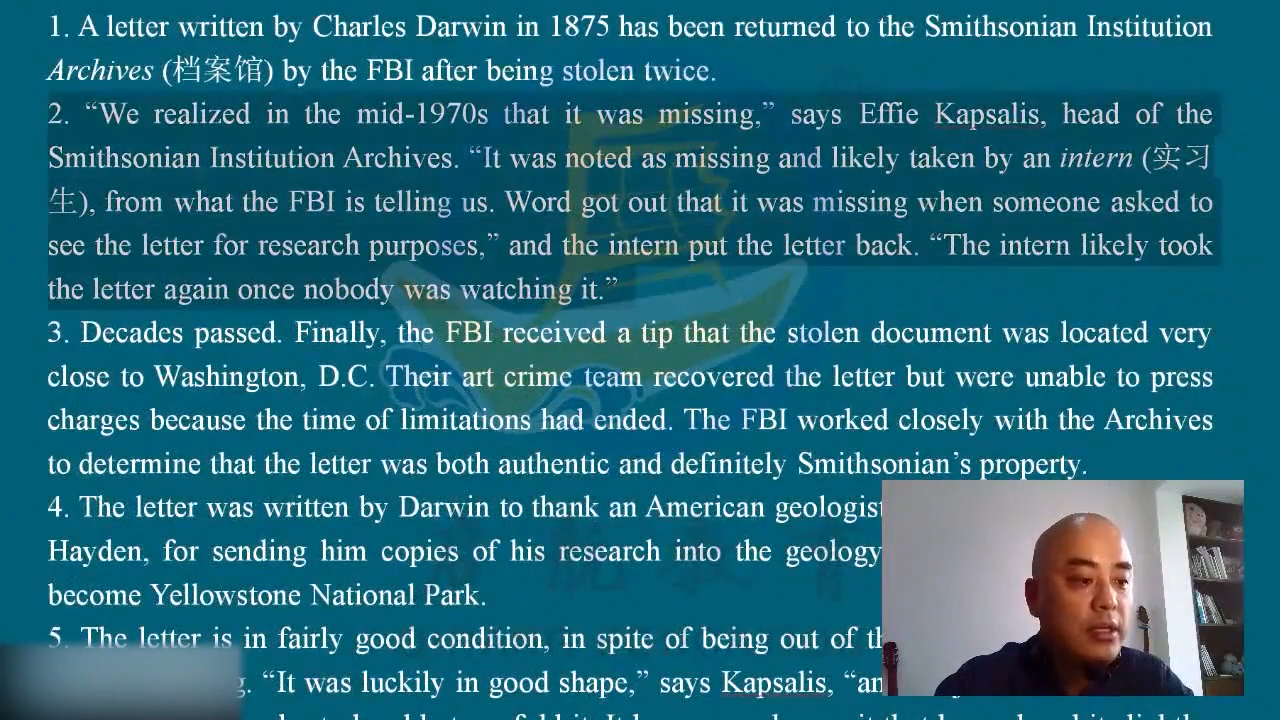 1. A letter written by Charles Darwin in 1875 has been returned to the Smithsonian Institution
Archives (档案馆) by the FBI after being stolen twice.
2. “We realized in the mid-1970s that it was missing,” says Effie Kapsalis, head of the
Smithsonian Institution Archives. “It was noted as missing and likely taken by an intern (实习
生), from what the FBI is telling us. Word got out that it was missing when someone asked to
see the letter for research purposes,” and the intern put the letter back. “The intern likely took
the letter again once nobody was watching it.”
3. Decades passed. Finally, the FBI received a tip that the stolen document was located very
close to Washington, D.C. Their art crime team recovered the letter but were unable to press
charges because the time of limitations had ended. The FBI worked closely with the Archives
to determine that the letter was both authentic and definitely Smithsonian’s property.
4. The letter was written by Darwin to thank an American geologist
Hayden, for sending him copies of his research into the geology
become Yellowstone National Park.
5. The letter is in fairly good condition, in spite of being out of
“It was luckily in good shape,” says Kapsalis,